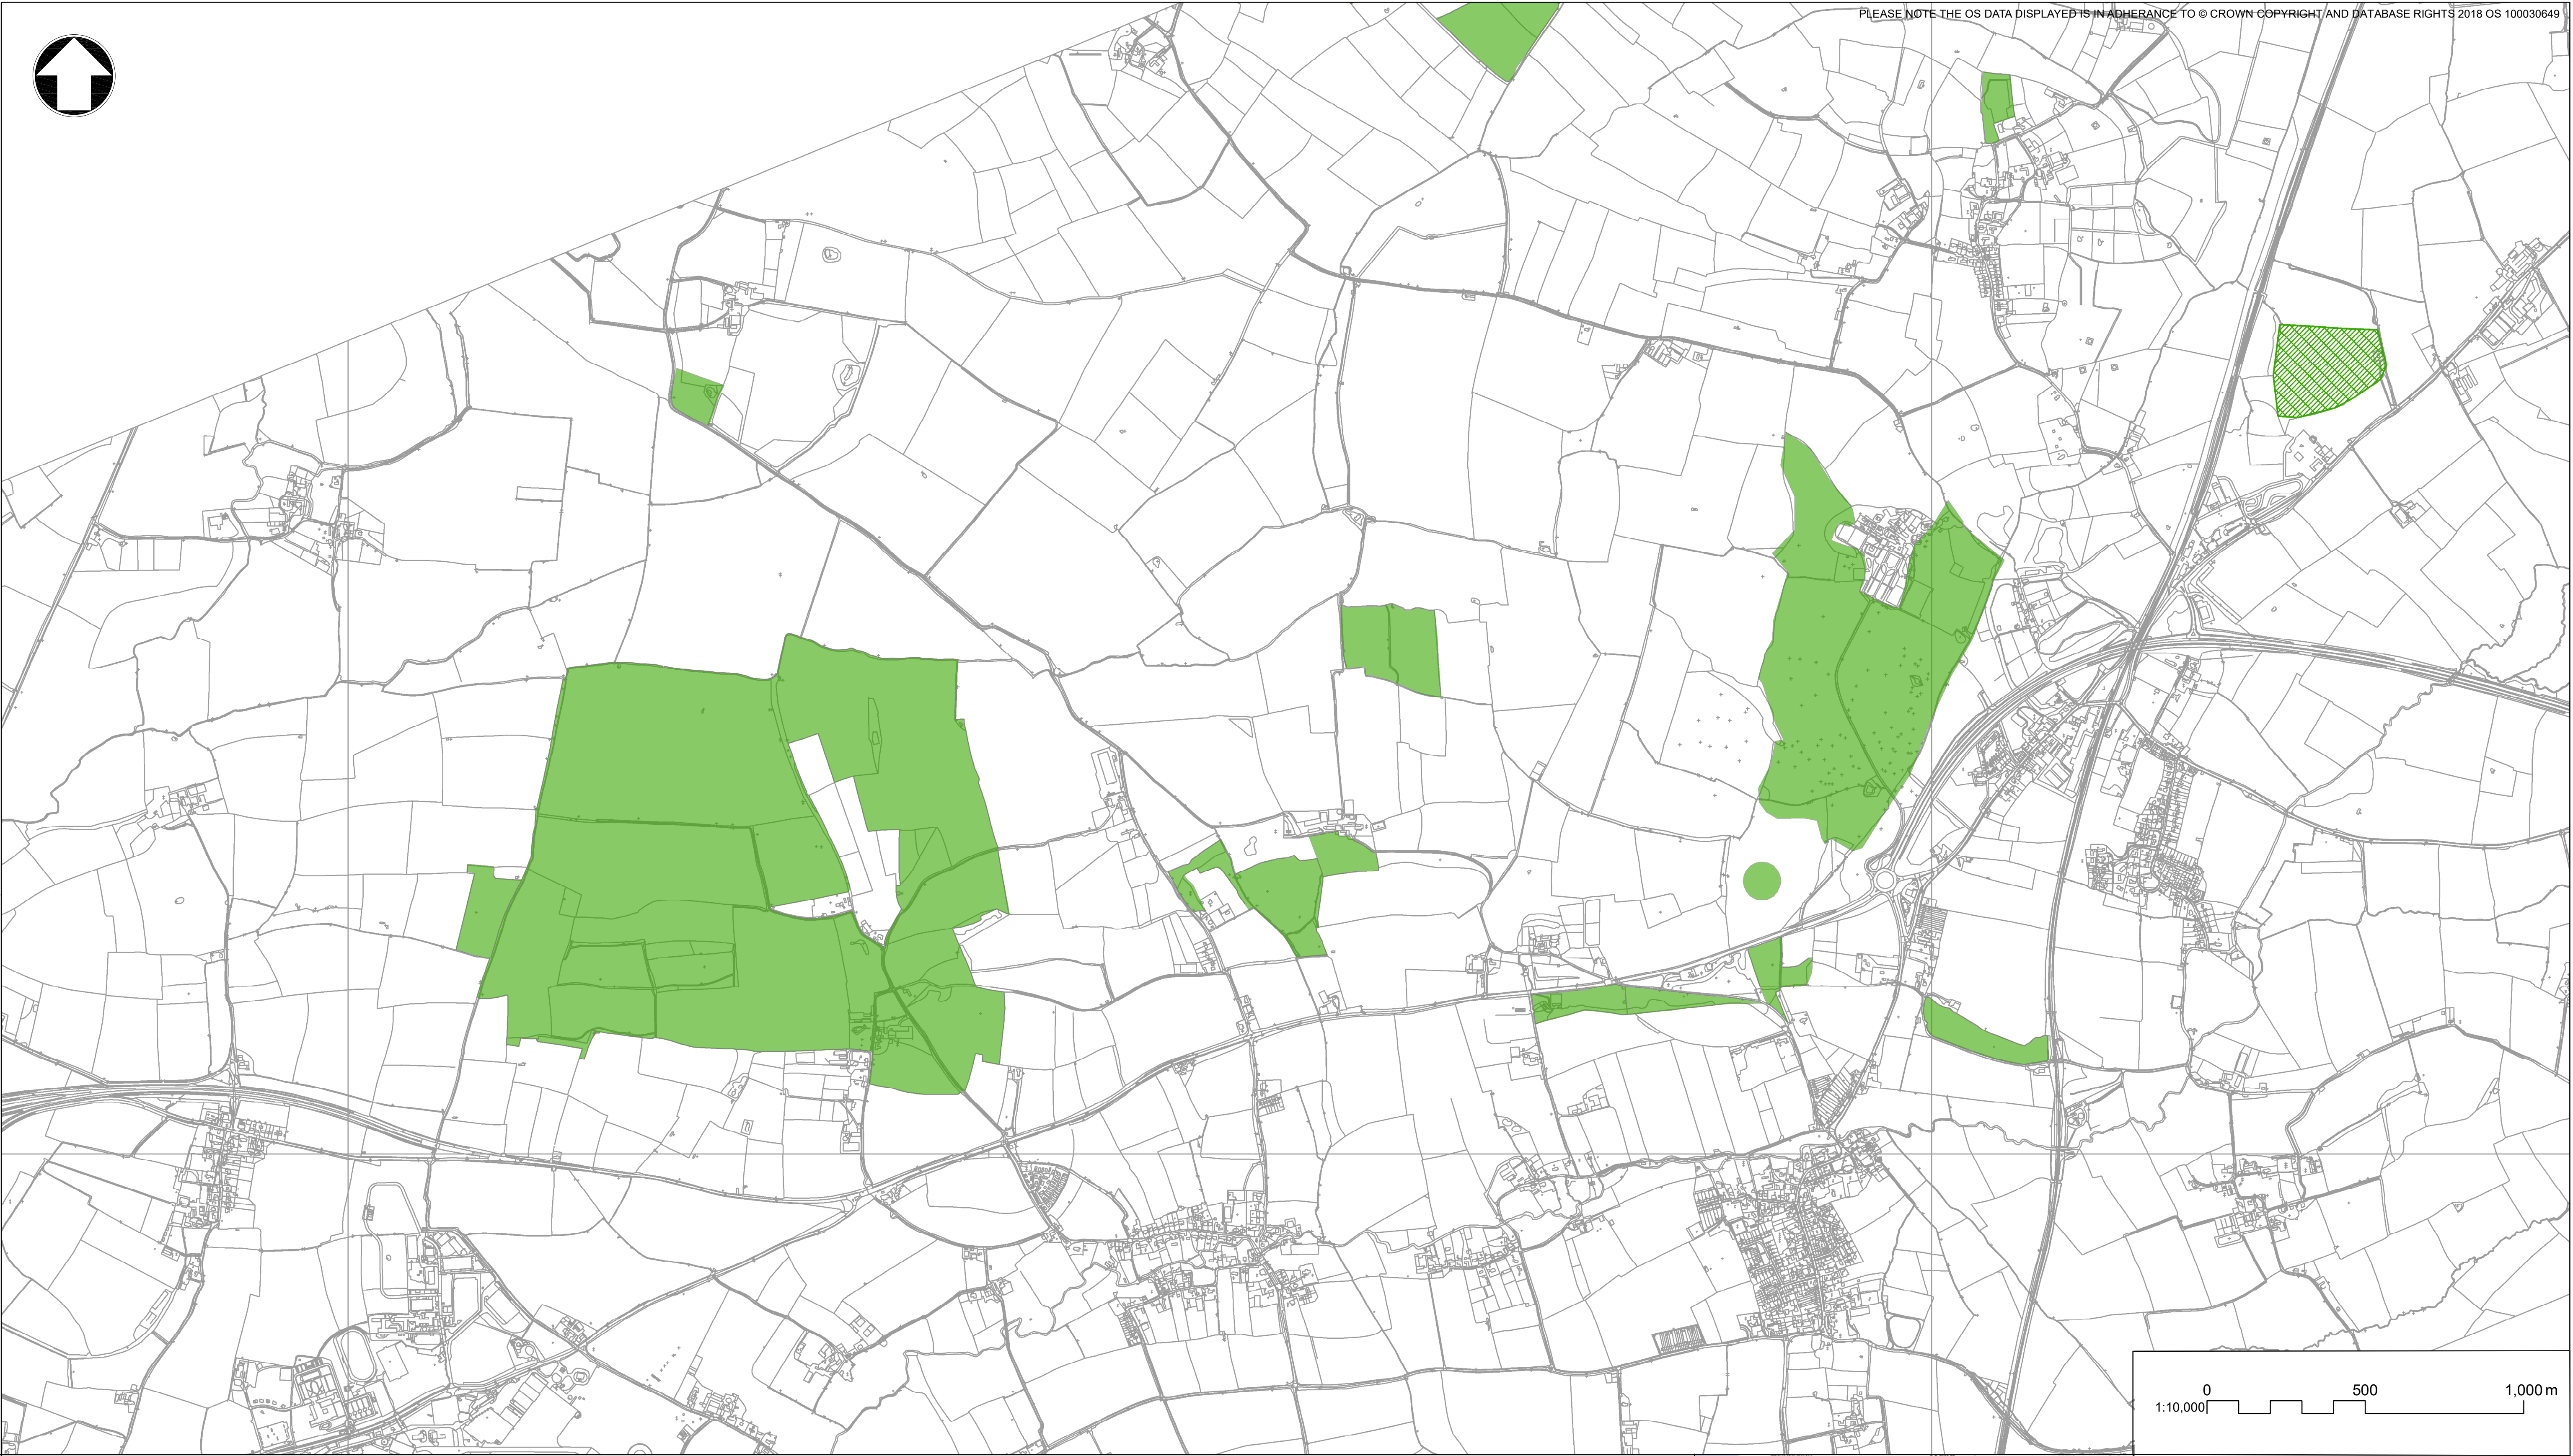 PLEASE NOTE THE OS DATA DISPLAYED IS IN ADHERANCE TO © CROWN COPYRIGHT AND DATABASE RIGHTS 2018 OS 100030649
0 500 1,000 m
1:10,000